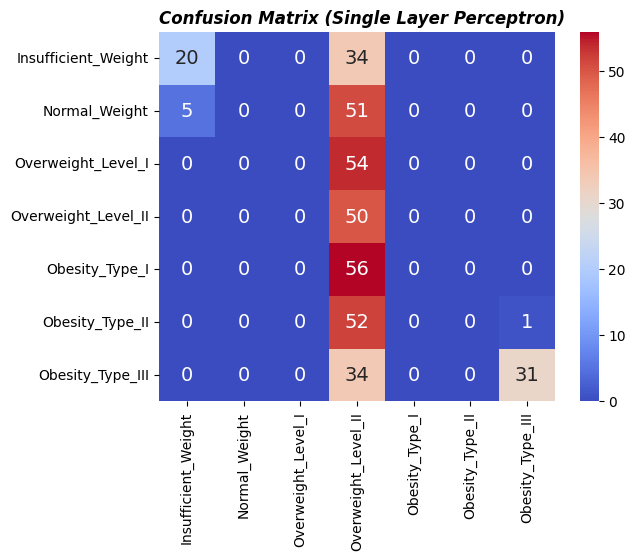 Confusion Matrix (Single Layer Perceptron)
Insufficient_Weight 20 0 0 34 0 0 0
Normal_Weight 5 0 0 51 0 0 0
Overweight_Level_I 0 0 0 54 0 0 0
Overweight_Level_II 0 0 0 50 0 0 0
Obesity_Type_I 0 0 0 56 0 0 0
Obesity_Type_II 0 0 0 52 0 0 1
Obesity_Type_III 0 0 0 34 0 0 31
Insufficient_Weight
Normal_Weight
Overweight_Level_I
Overweight_Level_II
Obesity_Type_I
Obesity_Type_II
Obesity_Type_III
50
40
30
20
10
0